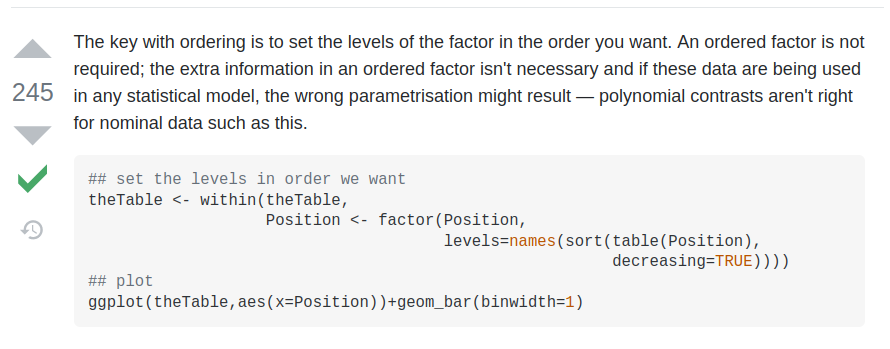 The key with ordering is to set the levels of the factor in the order you want. An ordered factor is not
required; the extra information in an ordered factor isn't necessary and if these data are being used
245
in any statistical model, the wrong parametrisation might result — polynomial contrasts aren't right
for nominal data such as this.
## set the levels in order we want
theTable <- within(theTable,
                   Position <- factor(Position,
                                      levels=names(sort(table(Position),
                                                        decreasing=TRUE))))
## plot
ggplot(theTable,aes(x=Position))+geom_bar(binwidth=1)